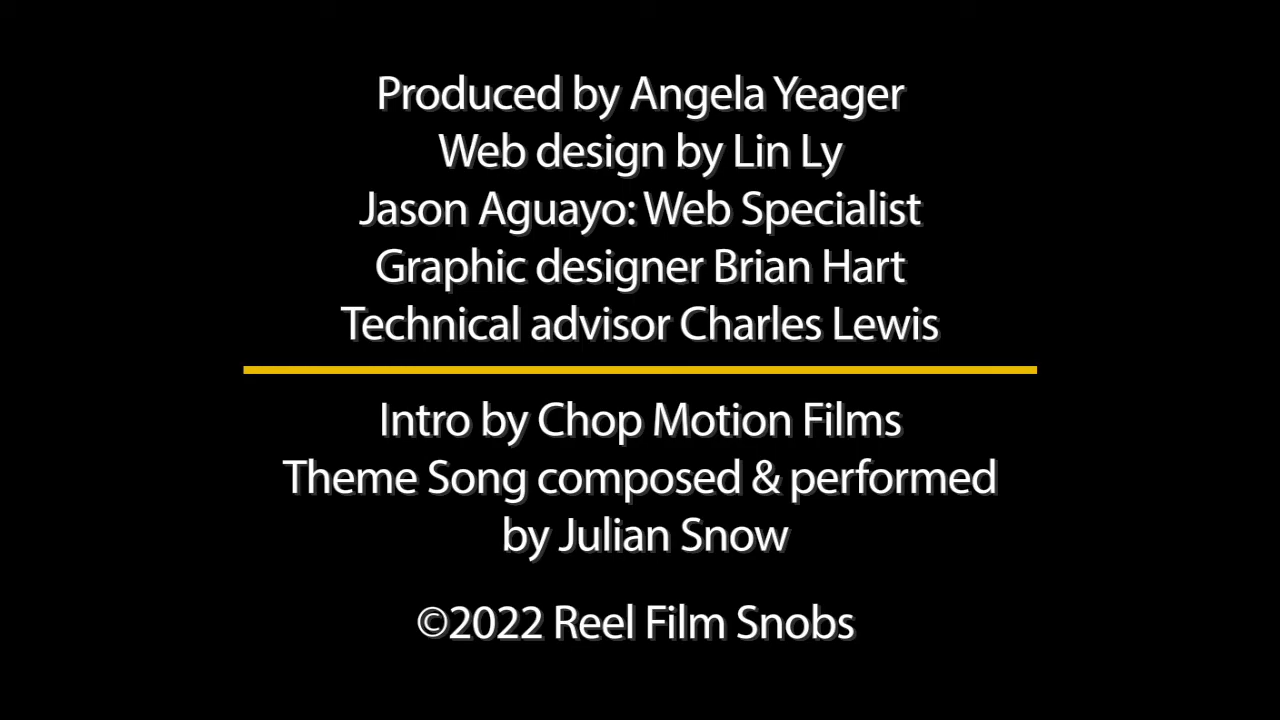 Produced by Angela Yeager
Web design by Lin Ly
Jason Aguayo: Web Specialist
Graphic designer Brian Hart
Technical advisor Charles Lewis
Intro by Chop Motion Films
Theme Song composed & performed
by Julian Snow
©2022 Reel Film Snobs